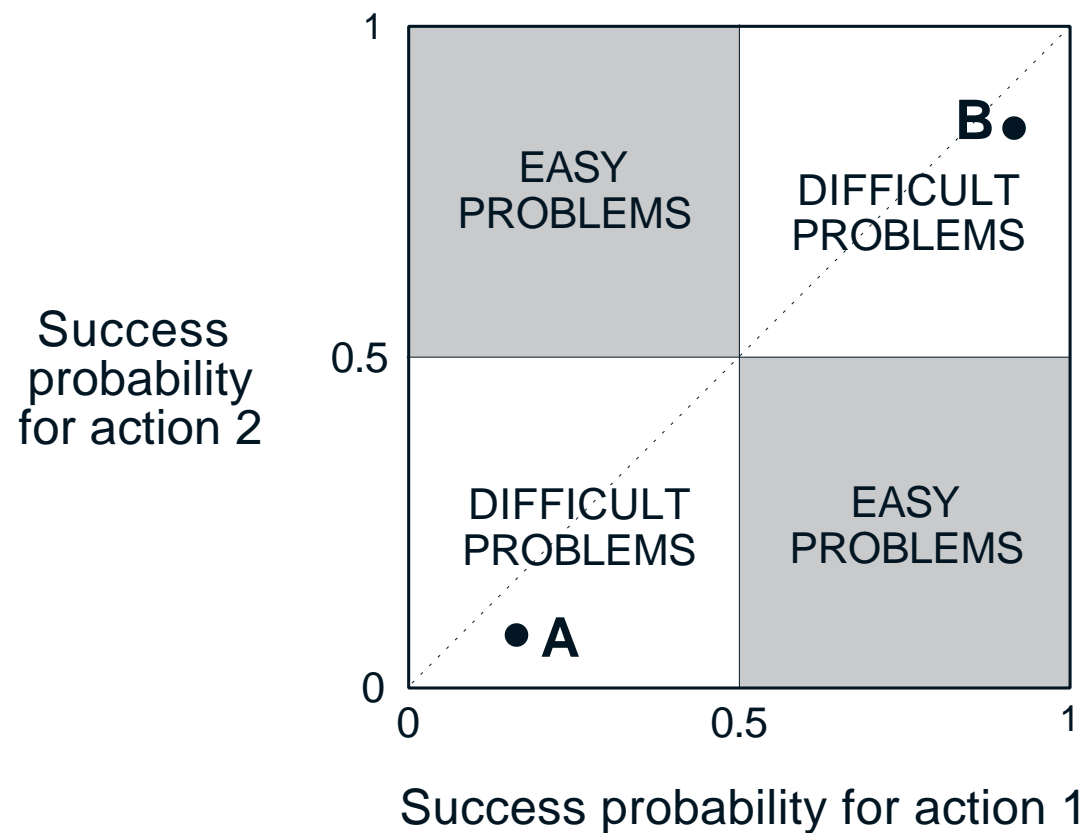 1
B
EASY
PROBLEMS
DIFFICULT
PROBLEMS
Success
probability
for action 2
0.5
DIFFICULT
PROBLEMS
EASY
PROBLEMS
A
0
0
0.5
1
Success probability for action 1